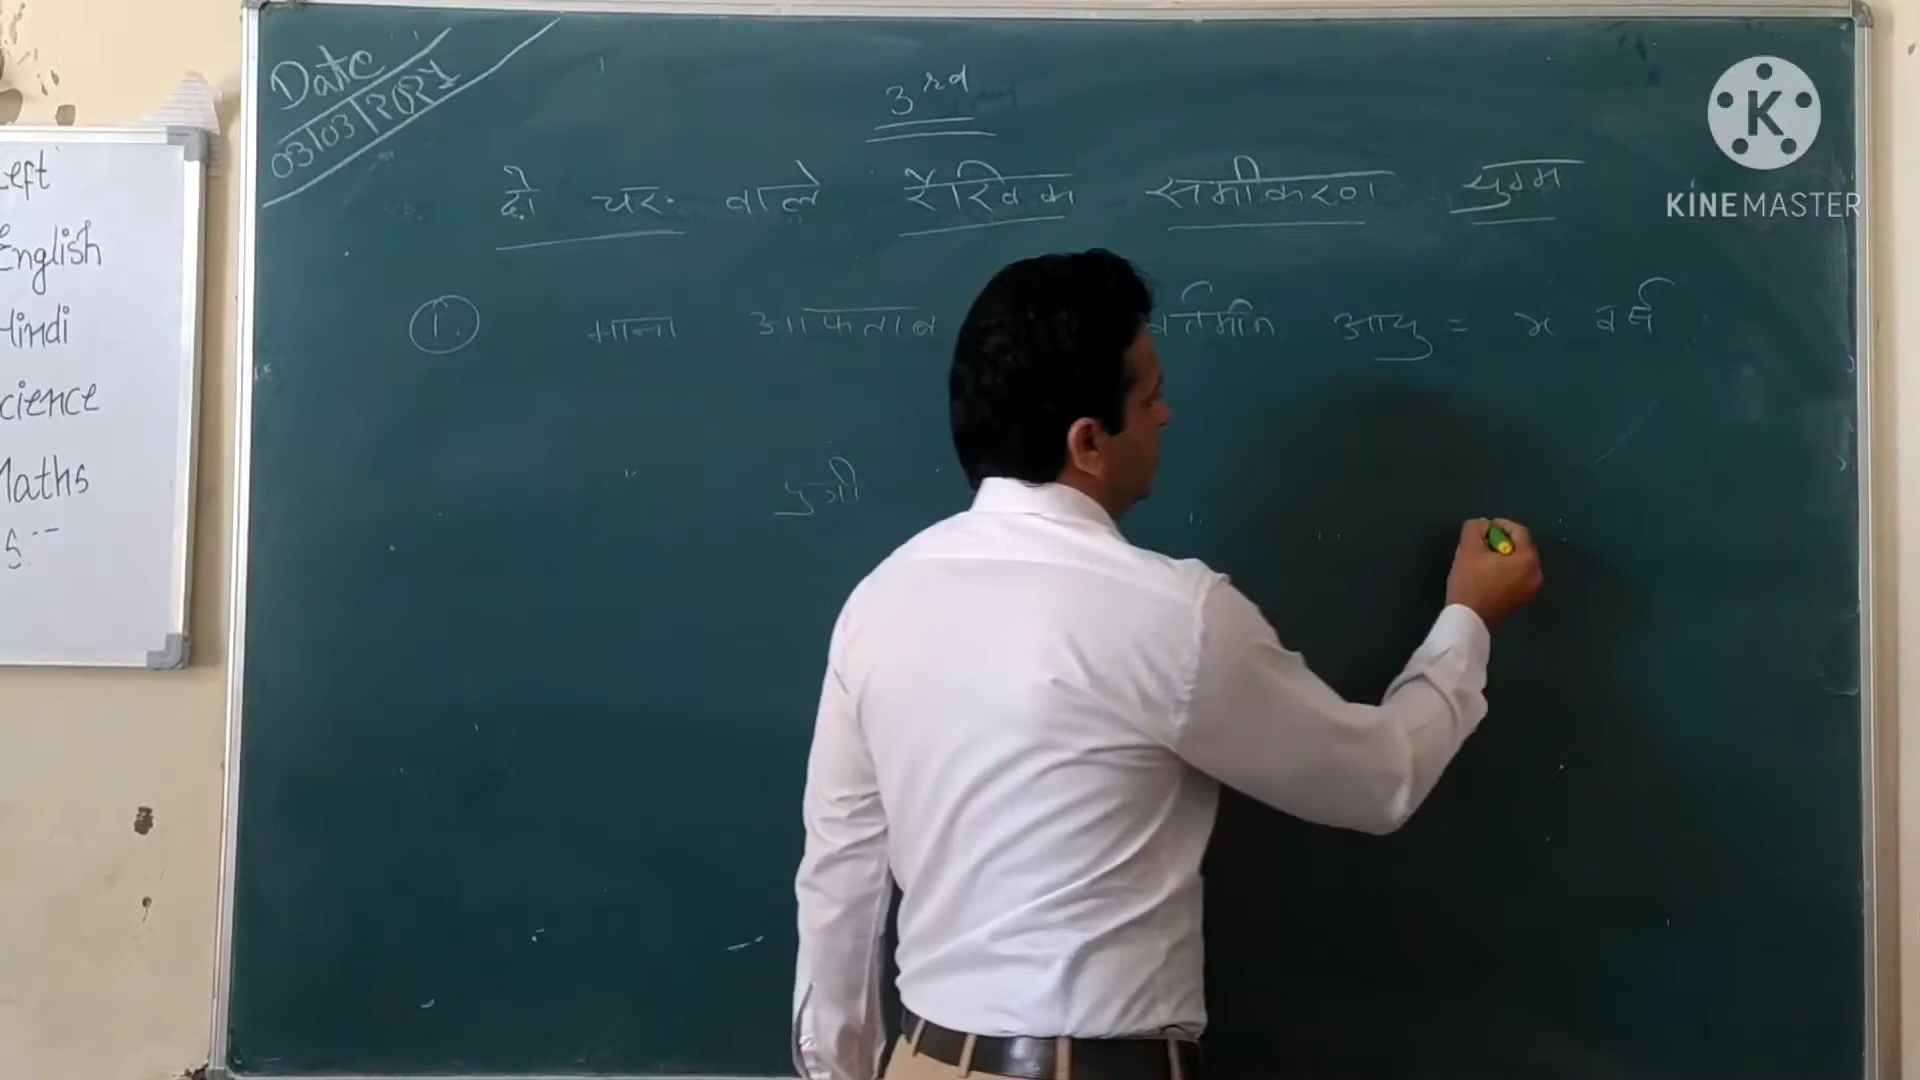 Date
03/03/2021
3rd
दो चर वाले रैखिक समीकरण युग्म
1. माना आफताब वर्तमान आयु = x वर्ष
" पुत्री " "
Left
English
Hindi
Science
Maths
S.
KINEMASTER